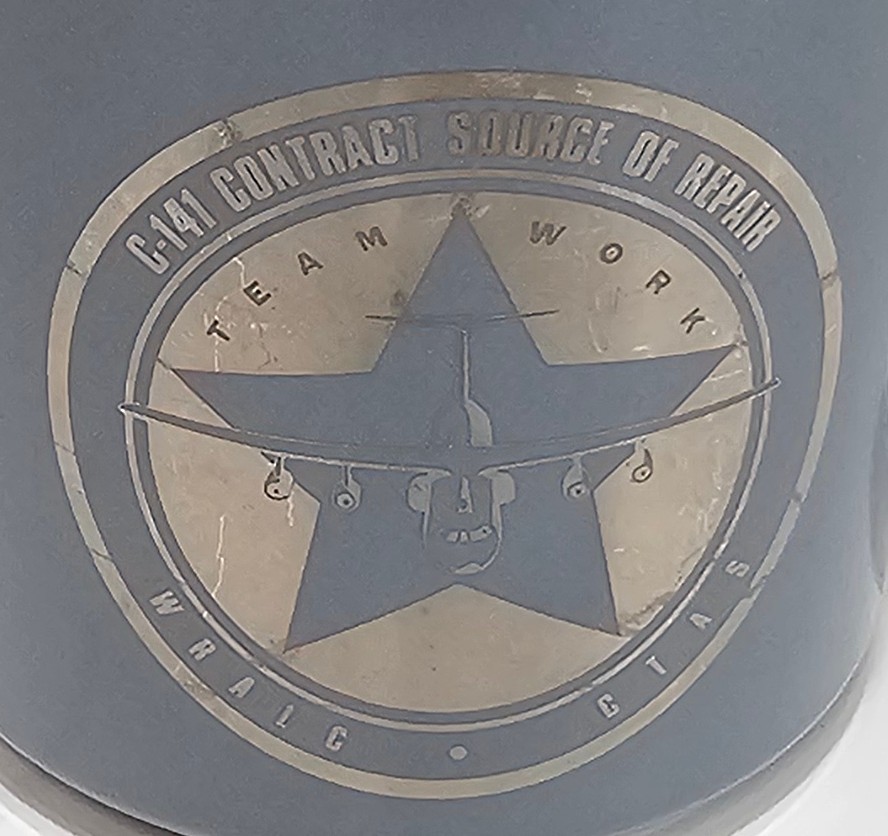 C-141 CONTRACT SOURCE OF REPAIR
TEAM WORK
WRALC • CTAS